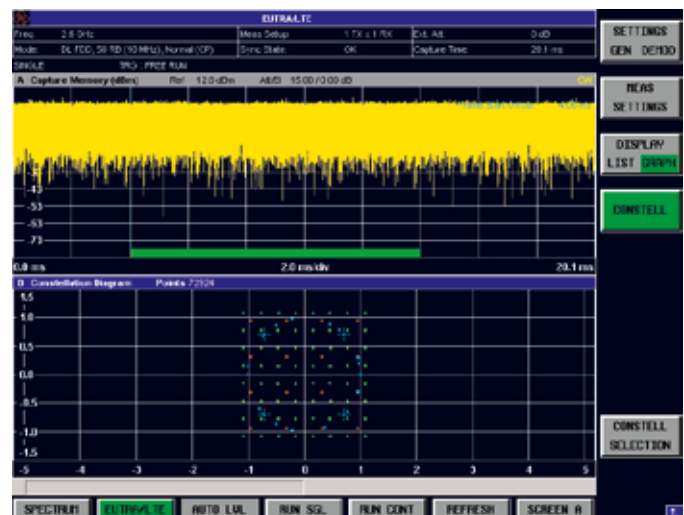 EUTRA/LTE
Freq: 2.6 GHz Meas Setup: 1 TX x 1 RX Ext. Att. 0 dB
Mode: DL FDD, 50 RB (10 MHz), Normal (CP) Sync State: OK Capture Time: 20.1 ms
SINGLE TRG : FREE RUN
A Capture Memory (dBm) Ref 12.0 dBm Att/El 15.00 / 0.00 dB
-43
-53
-63
-73
0.0 ms 2.0 ms/div 20.1 ms
B Constellation Diagram Points
1.5
1.0
0.5
0.0
-.05
-1.0
-1.5
-5 -4 -3 -2 -1 0 1 2 3 4 5
SPECTRUM EUTRA/LTE AUTO LVL RUN SGL RUN CONT REFRESH SCREEN A
SETTINGS
GEN DEMOD
MEAS
SETTINGS
DISPLAY
LIST GRAPH
CONSTELL
CONSTELL
SELECTION